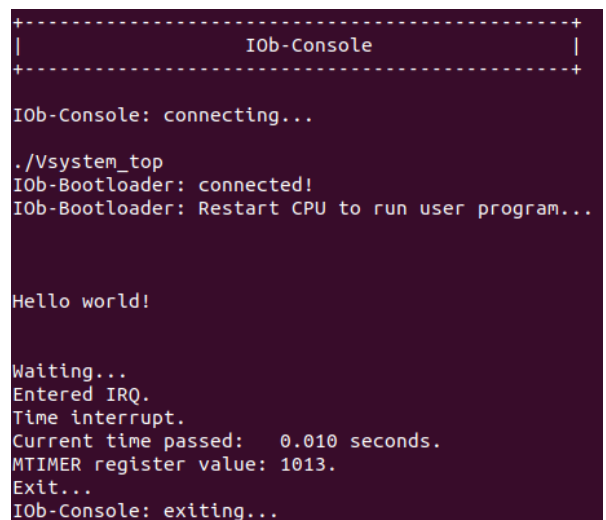 +-----------------------------------------------+
|                   IOb-Console                 |
+-----------------------------------------------+
IOb-Console: connecting...
./Vsystem_top
IOb-Bootloader: connected!
IOb-Bootloader: Restart CPU to run user program...
Hello world!
Waiting...
Entered IRQ.
Time interrupt.
Current time passed:   0.010 seconds.
MTIMER register value: 1013.
Exit...
IOb-Console: exiting...